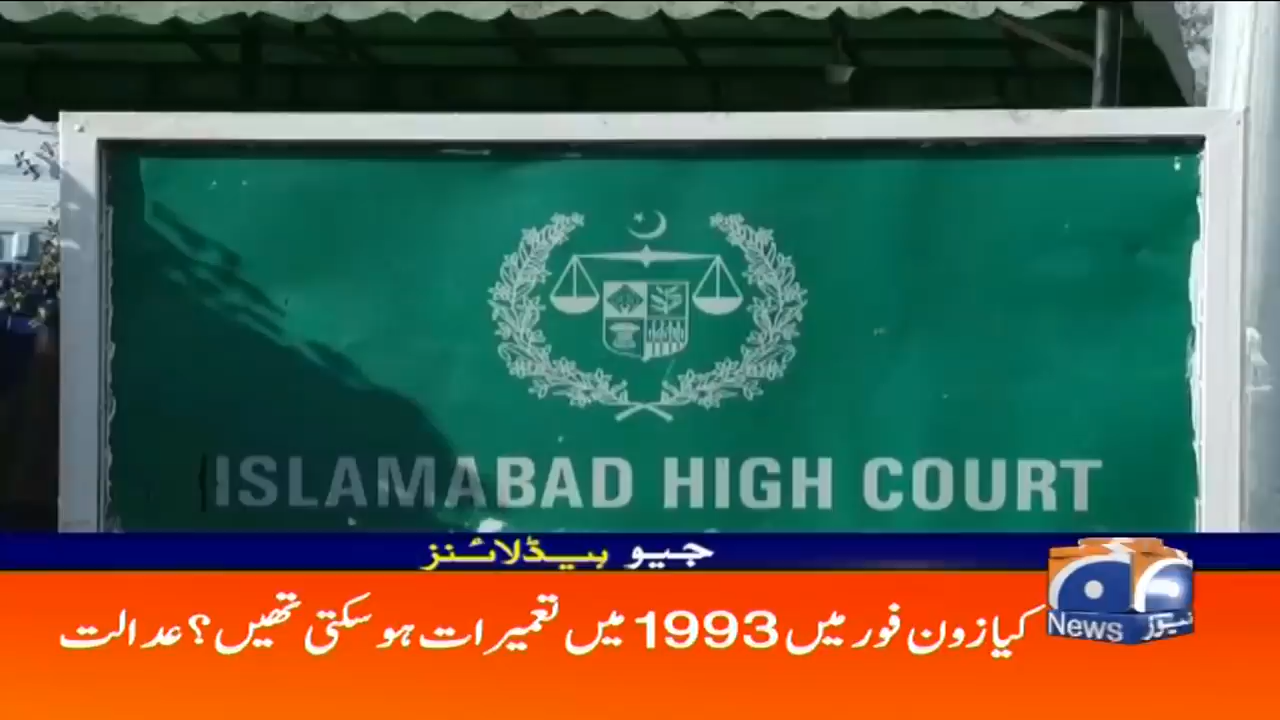 ISLAMABAD HIGH COURT
جیو ہیڈلائنز
کیا زون فور میں 1993 میں تعمیرات ہو سکتی تھیں؟ عدالت
News نیوز